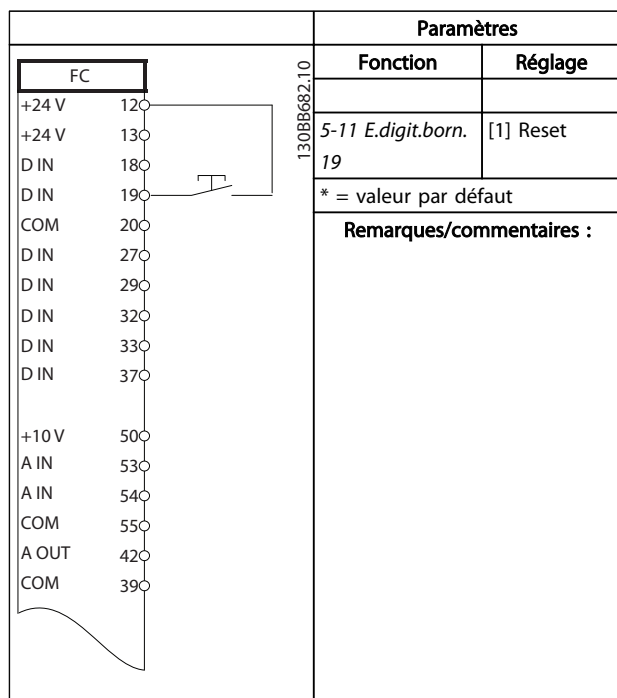 Paramètres
Fonction
Réglage
5-11 E.digit.born.
19
[1] Reset
* = valeur par défaut
Remarques/commentaires :
FC
+24 V 12
+24 V 13
D IN 18
D IN 19
COM 20
D IN 27
D IN 29
D IN 32
D IN 33
D IN 37
+10 V 50
A IN 53
A IN 54
COM 55
A OUT 42
COM 39
130BB682.10